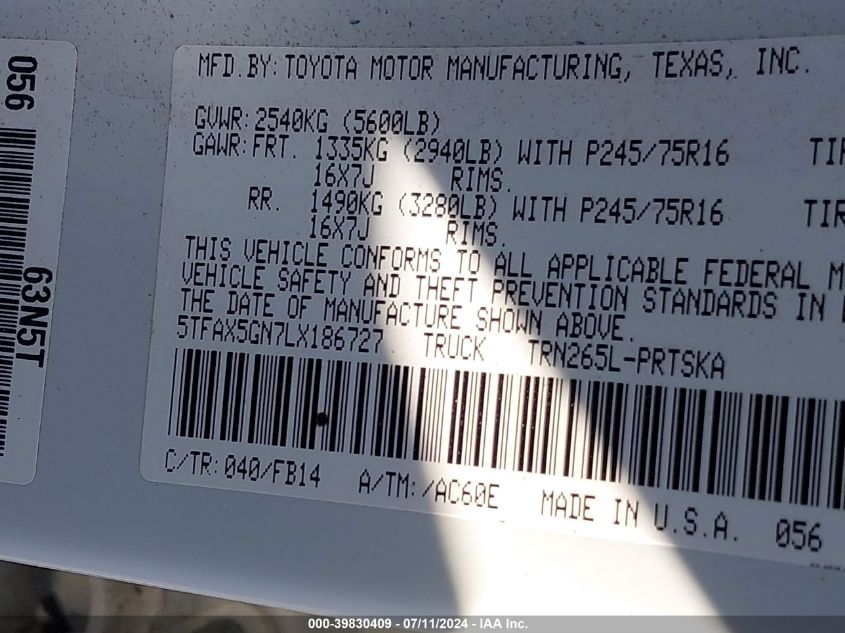 056
63N5T
MFD.BY:TOYOTA MOTOR MANUFACTURING, TEXAS, INC.
GVWR:2540KG (5600LB)
GAWR:FRT. 1335KG (2940LB) WITH P245/75R16 TIR
16X7J RIMS.
RR. 1490KG (3280LB) WITH P245/75R16 TIR
16X7J RIMS.
THIS VEHICLE CONFORMS TO ALL APPLICABLE FEDERAL M
VEHICLE SAFETY AND THEFT PREVENTION STANDARDS IN
THE DATE OF MANUFACTURE SHOWN ABOVE.
5TFAX5GN7LX186727 TRUCK TRN265L-PRTSKA
C/TR:040/FB14 A/TM:/AC60E MADE IN U.S.A. 056
000-39830409 - 07/11/2024 - IAA Inc.